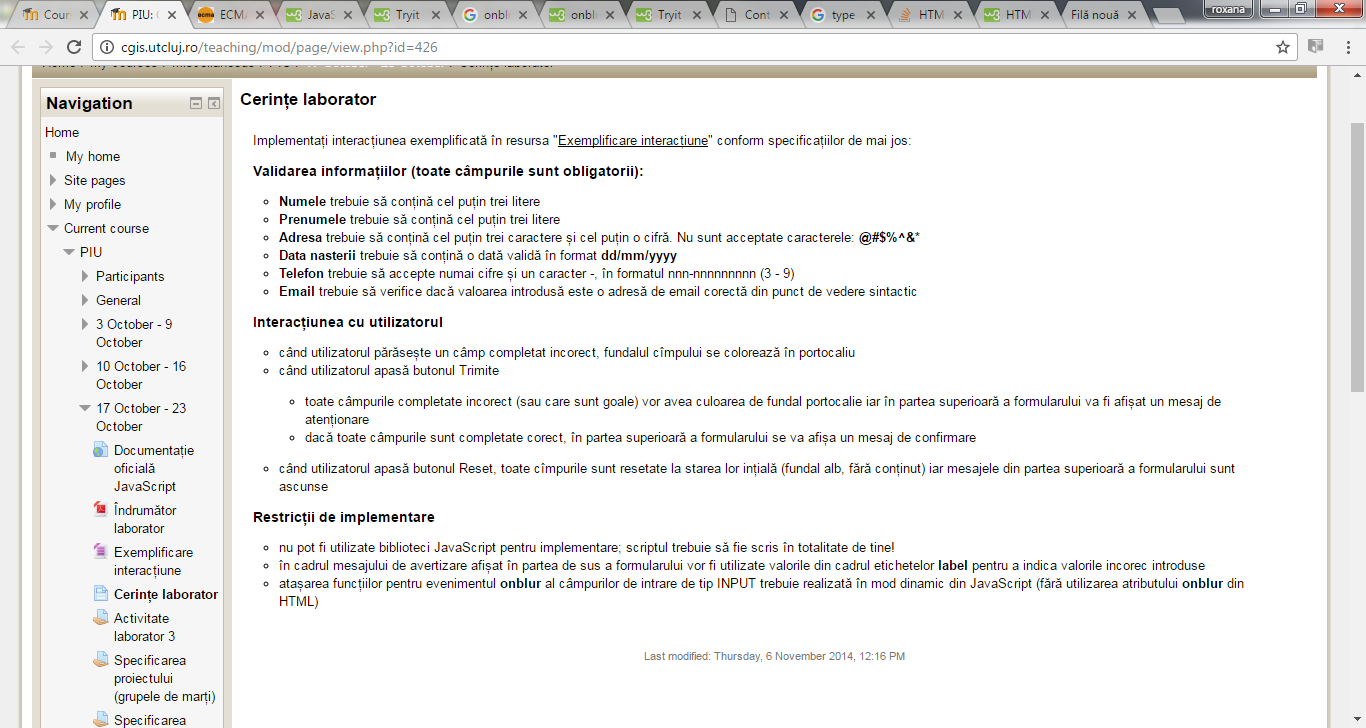 Cours
PIU: C
ECMA
JavaS
Tryit
onblu
onblu
Tryit
Cont
type
HTM
HTM
Filă nouă
roxana
cgis.utcluj.ro/teaching/mod/page/view.php?id=426
Navigation
Home
My home
Site pages
My profile
Current course
PIU
Participants
General
3 October - 9
October
10 October - 16
October
17 October - 23
October
Documentație
oficială
JavaScript
Îndrumător
laborator
Exemplificare
interacțiune
Cerințe laborator
Activitate
laborator 3
Specificarea
proiectului
(grupele de marți)
Specificarea
Cerințe laborator
Implementați interacțiunea exemplificată în resursa "Exemplificare interacțiune" conform specificațiilor de mai jos:
Validarea informațiilor (toate câmpurile sunt obligatorii):
Numele trebuie să conțină cel puțin trei litere
Prenumele trebuie să conțină cel puțin trei litere
Adresa trebuie să conțină cel puțin trei caractere și cel puțin o cifră. Nu sunt acceptate caracterele: @#$%^&*
Data nasterii trebuie să conțină o dată validă în format dd/mm/yyyy
Telefon trebuie să accepte numai cifre și un caracter -, în formatul nnn-nnnnnnnnn (3 - 9)
Email trebuie să verifice dacă valoarea introdusă este o adresă de email corectă din punct de vedere sintactic
Interacțiunea cu utilizatorul
când utilizatorul părăsește un câmp completat incorect, fundalul cîmpului se colorează în portocaliu
când utilizatorul apasă butonul Trimite
toate câmpurile completate incorect (sau care sunt goale) vor avea culoarea de fundal portocalie iar în partea superioară a formularului va fi afișat un mesaj de
atenționare
dacă toate câmpurile sunt completate corect, în partea superioară a formularului se va afișa un mesaj de confirmare
când utilizatorul apasă butonul Reset, toate cîmpurile sunt resetate la starea lor ințială (fundal alb, fără conținut) iar mesajele din partea superioară a formularului sunt
ascunse
Restricții de implementare
nu pot fi utilizate biblioteci JavaScript pentru implementare; scriptul trebuie să fie scris în totalitate de tine!
în cadrul mesajului de avertizare afișat în partea de sus a formularului vor fi utilizate valorile din cadrul etichetelor label pentru a indica valorile incorec introduse
atașarea funcțiilor pentru evenimentul onblur al câmpurilor de intrare de tip INPUT trebuie realizată în mod dinamic din JavaScript (fără utilizarea atributului onblur din
HTML)
Last modified: Thursday, 6 November 2014, 12:16 PM